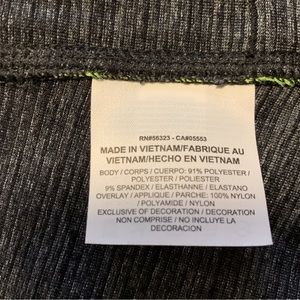 RN#56323 - CA#05553
MADE IN VIETNAM/FABRIQUE AU
VIETNAM/HECHO EN VIETNAM
BODY / CORPS / CUERPO: 91% POLYESTER /
POLYESTER / POLIESTER
9% SPANDEX / ELASTHANNE / ELASTANO
OVERLAY / APPLIQUE / PARCHE: 100% NYLON
/ POLYAMIDE / NYLON
EXCLUSIVE OF DECORATION / DECORATION
NON COMPRISE / NO INCLUYE LA
DECORACION